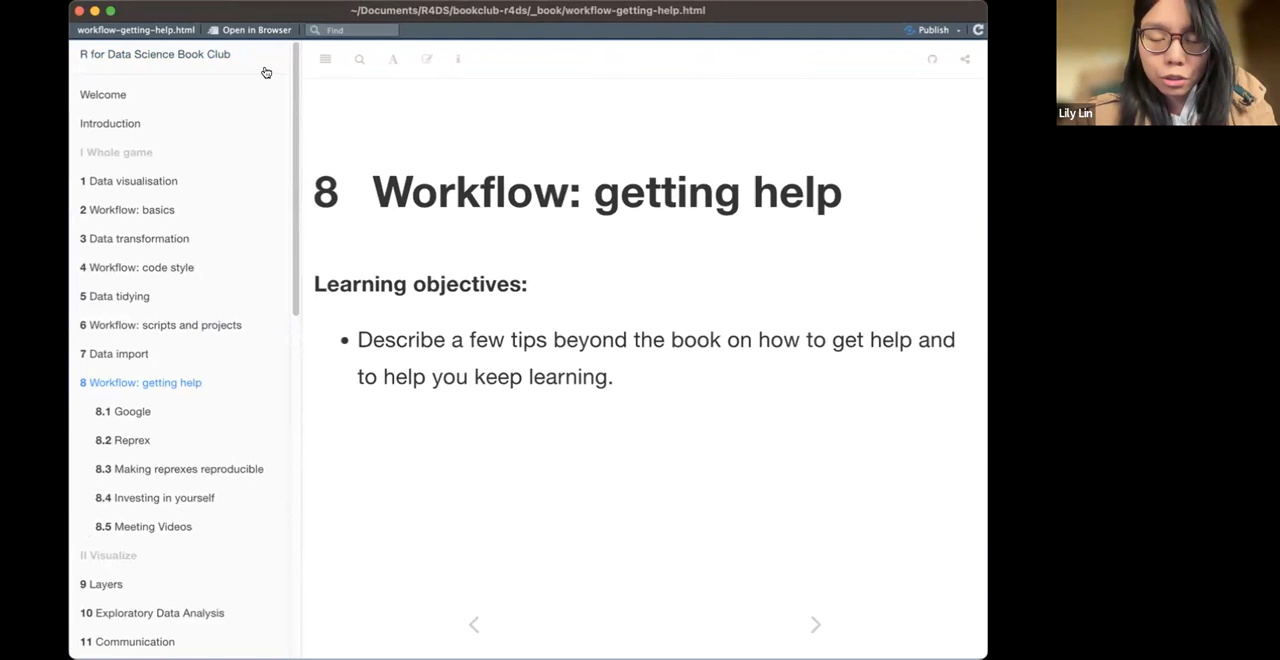 ~/Documents/R4DS/bookclub-r4ds/_book/workflow-getting-help.html
workflow-getting-help.html Open in Browser Find Publish
R for Data Science Book Club
Welcome
Introduction
I Whole game
1 Data visualisation
2 Workflow: basics
3 Data transformation
4 Workflow: code style
5 Data tidying
6 Workflow: scripts and projects
7 Data import
8 Workflow: getting help
8.1 Google
8.2 Reprex
8.3 Making reprexes reproducible
8.4 Investing in yourself
8.5 Meeting Videos
II Visualize
9 Layers
10 Exploratory Data Analysis
11 Communication
A i
8 Workflow: getting help
Learning objectives:
• Describe a few tips beyond the book on how to get help and
to help you keep learning.
Lily Lin